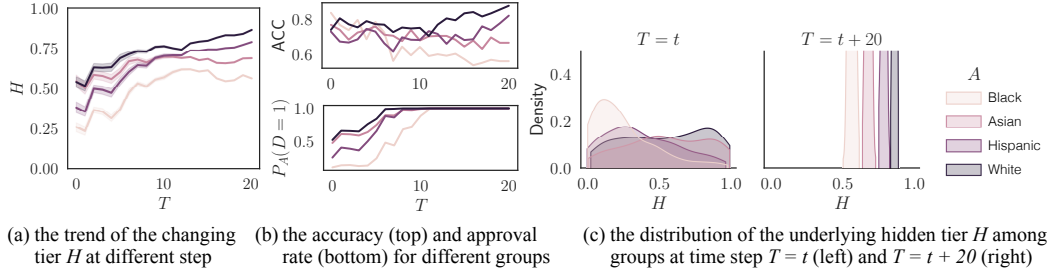 1.00
0.75
0.50
0.25
0.00
H
0
10
20
T
ACC
0.8
0.6
P_A(D = 1)
1.0
0.5
0
10
20
T
T = t
T = t + 20
Density
0.4
0.2
0.0
0.0
0.5
1.0
H
0.0
0.5
1.0
H
A
Black
Asian
Hispanic
White
(a) the trend of the changing
tier H at different step
(b) the accuracy (top) and approval
rate (bottom) for different groups
(c) the distribution of the underlying hidden tier H among
groups at time step T = t (left) and T = t + 20 (right)